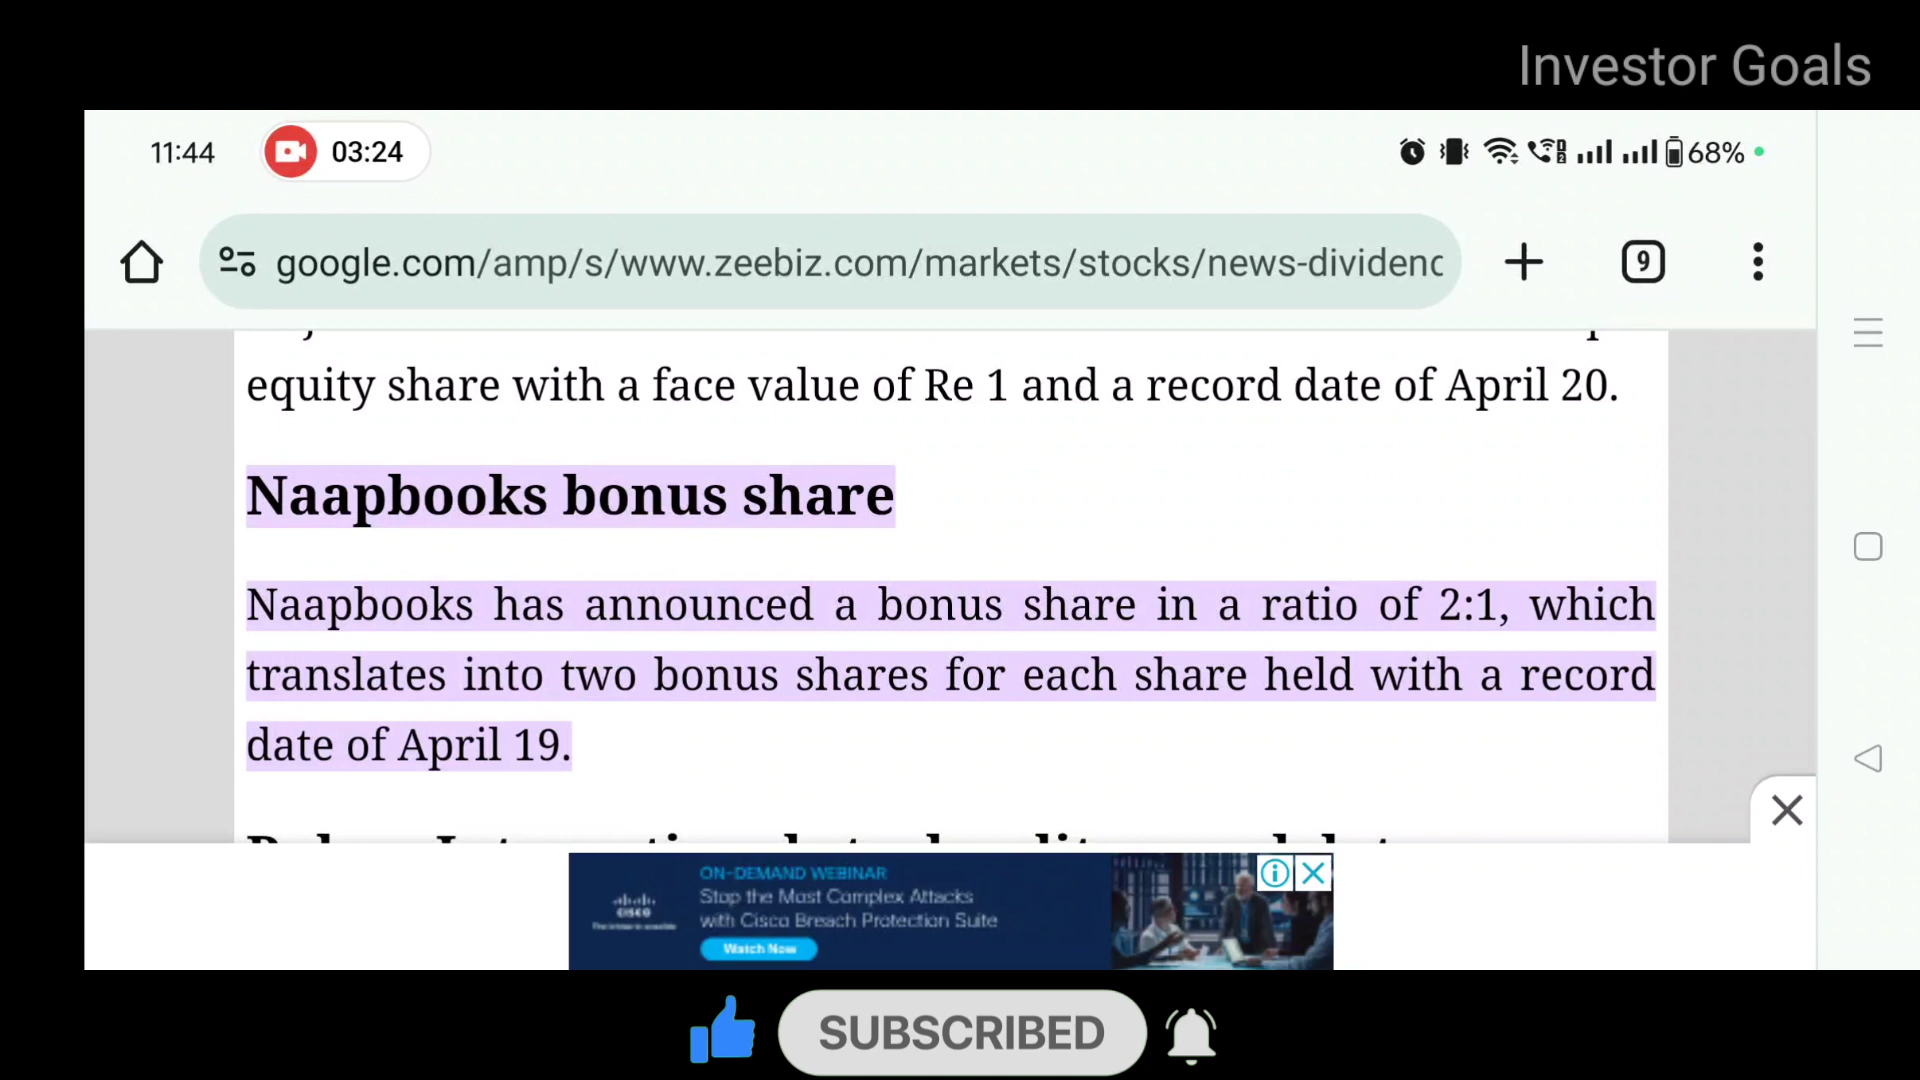 Investor Goals
11:44 03:24 68%
google.com/amp/s/www.zeebiz.com/markets/stocks/news-dividend 9
equity share with a face value of Re 1 and a record date of April 20.
Naapbooks bonus share
Naapbooks has announced a bonus share in a ratio of 2:1, which
translates into two bonus shares for each share held with a record
date of April 19.
ON-DEMAND WEBINAR
Stop the Most Complex Attacks
with Cisco Breach Protection Suite
CISCO
Watch Now
SUBSCRIBED